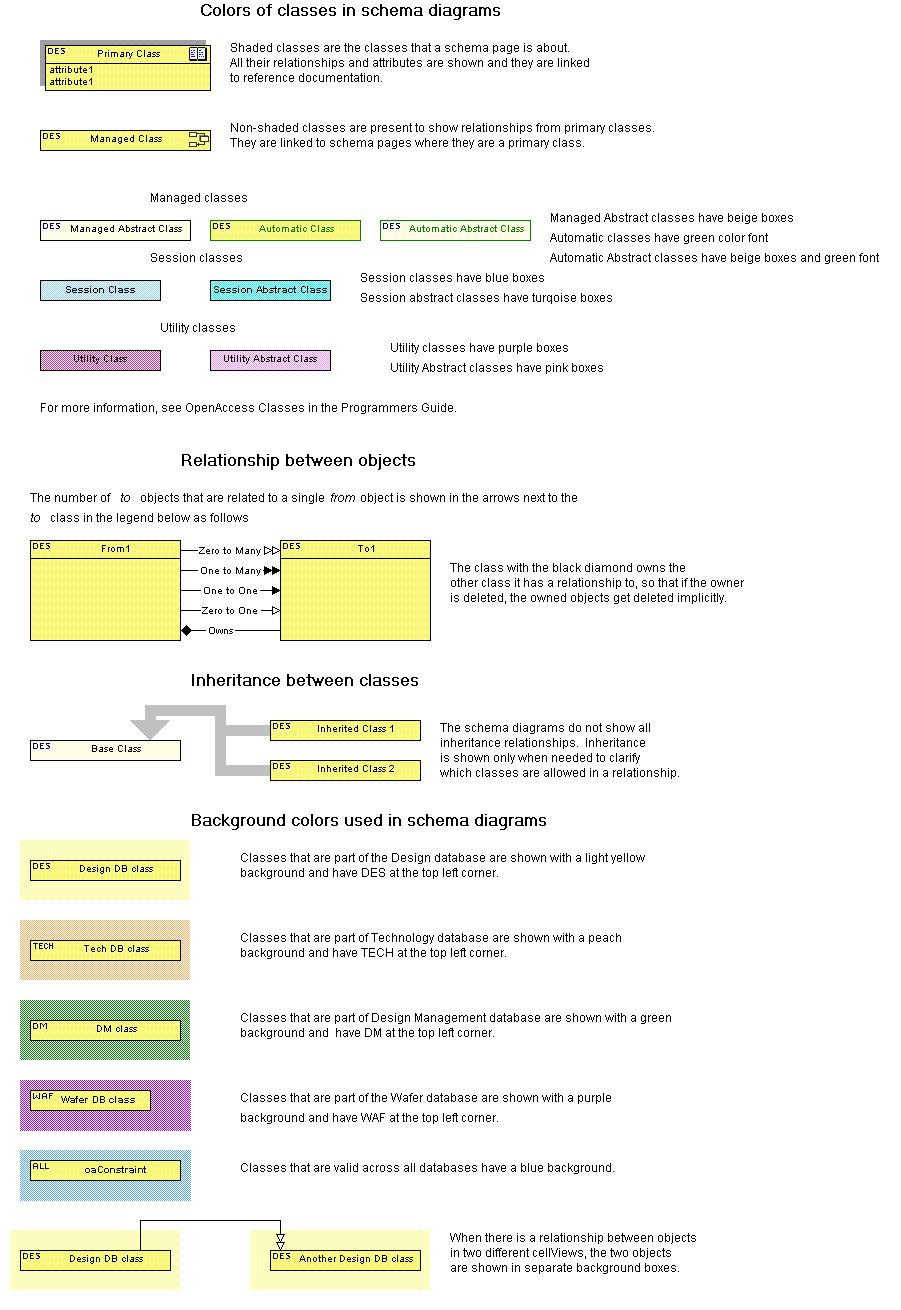 Colors of classes in schema diagrams
DES Primary Class
attribute1
attribute1
Shaded classes are the classes that a schema page is about.
All their relationships and attributes are shown and they are linked
to reference documentation.
DES Managed Class
Non-shaded classes are present to show relationships from primary classes.
They are linked to schema pages where they are a primary class.
Managed classes
DES Managed Abstract Class
DES Automatic Class
DES Automatic Abstract Class
Managed Abstract classes have beige boxes
Automatic classes have green color font
Automatic Abstract classes have beige boxes and green font
Session classes
Session Class
Session Abstract Class
Session classes have blue boxes
Session abstract classes have turqoise boxes
Utility classes
Utility Class
Utility Abstract Class
Utility classes have purple boxes
Utility Abstract classes have pink boxes
For more information, see OpenAccess Classes in the Programmers Guide.
Relationship between objects
The number of to objects that are related to a single from object is shown in the arrows next to the
to class in the legend below as follows
DES From1
Zero to Many
One to Many
One to One
Zero to One
Owns
DES To1
The class with the black diamond owns the
other class it has a relationship to, so that if the owner
is deleted, the owned objects get deleted implicitly.
Inheritance between classes
DES Base Class
DES Inherited Class 1
DES Inherited Class 2
The schema diagrams do not show all
inheritance relationships. Inheritance
is shown only when needed to clarify
which classes are allowed in a relationship.
Background colors used in schema diagrams
DES Design DB class
Classes that are part of the Design database are shown with a light yellow
background and have DES at the top left corner.
TECH Tech DB class
Classes that are part of Technology database are shown with a peach
background and have TECH at the top left corner.
DM DM class
Classes that are part of Design Management database are shown with a green
background and have DM at the top left corner.
WAF Wafer DB class
Classes that are part of the Wafer database are shown with a purple
background and have WAF at the top left corner.
ALL oaConstraint
Classes that are valid across all databases have a blue background.
DES Design DB class
DES Another Design DB class
When there is a relationship between objects
in two different cellViews, the two objects
are shown in separate background boxes.